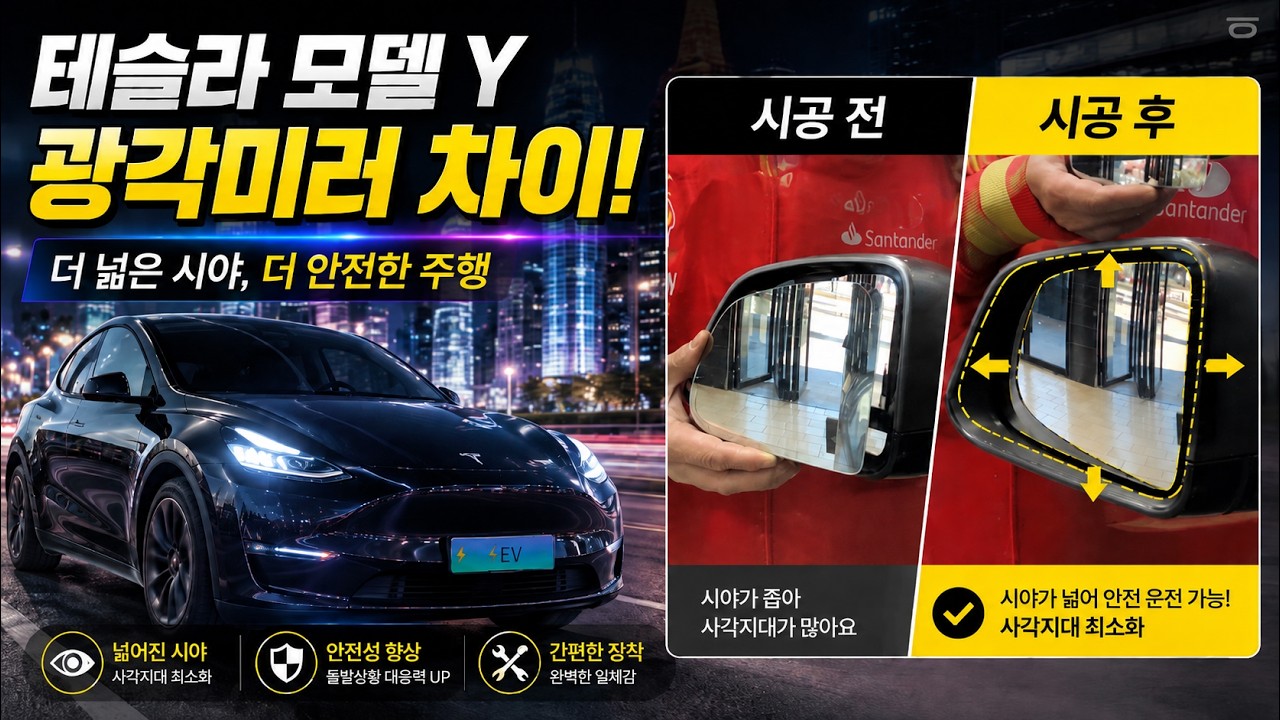 테슬라 모델 Y
광각미러 차이!
더 넓은 시야, 더 안전한 주행
시공 전
시공 후
Santander
Santander
EV
시야가 좁아
사각지대가 많아요
시야가 넓어 안전 운전 가능!
사각지대 최소화
넓어진 시야
사각지대 최소화
안전성 향상
돌발상황 대응력 UP
간편한 장착
완벽한 일체감